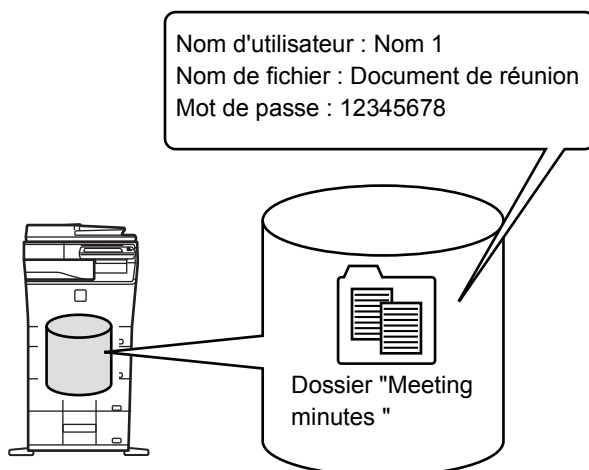 Nom d'utilisateur : Nom 1
Nom de fichier : Document de réunion
Mot de passe : 12345678
Dossier "Meeting
minutes "